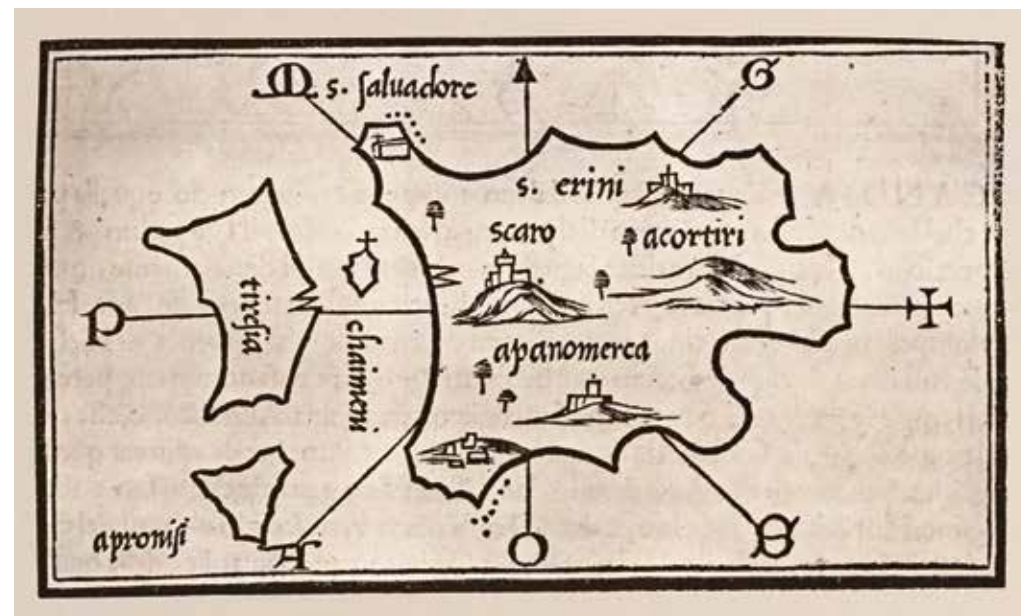 M
G
s. saluadore
s. erini
scaro
acortiri
tiresia
P
chaimeni
apanomerca
apronisi
A
O
S